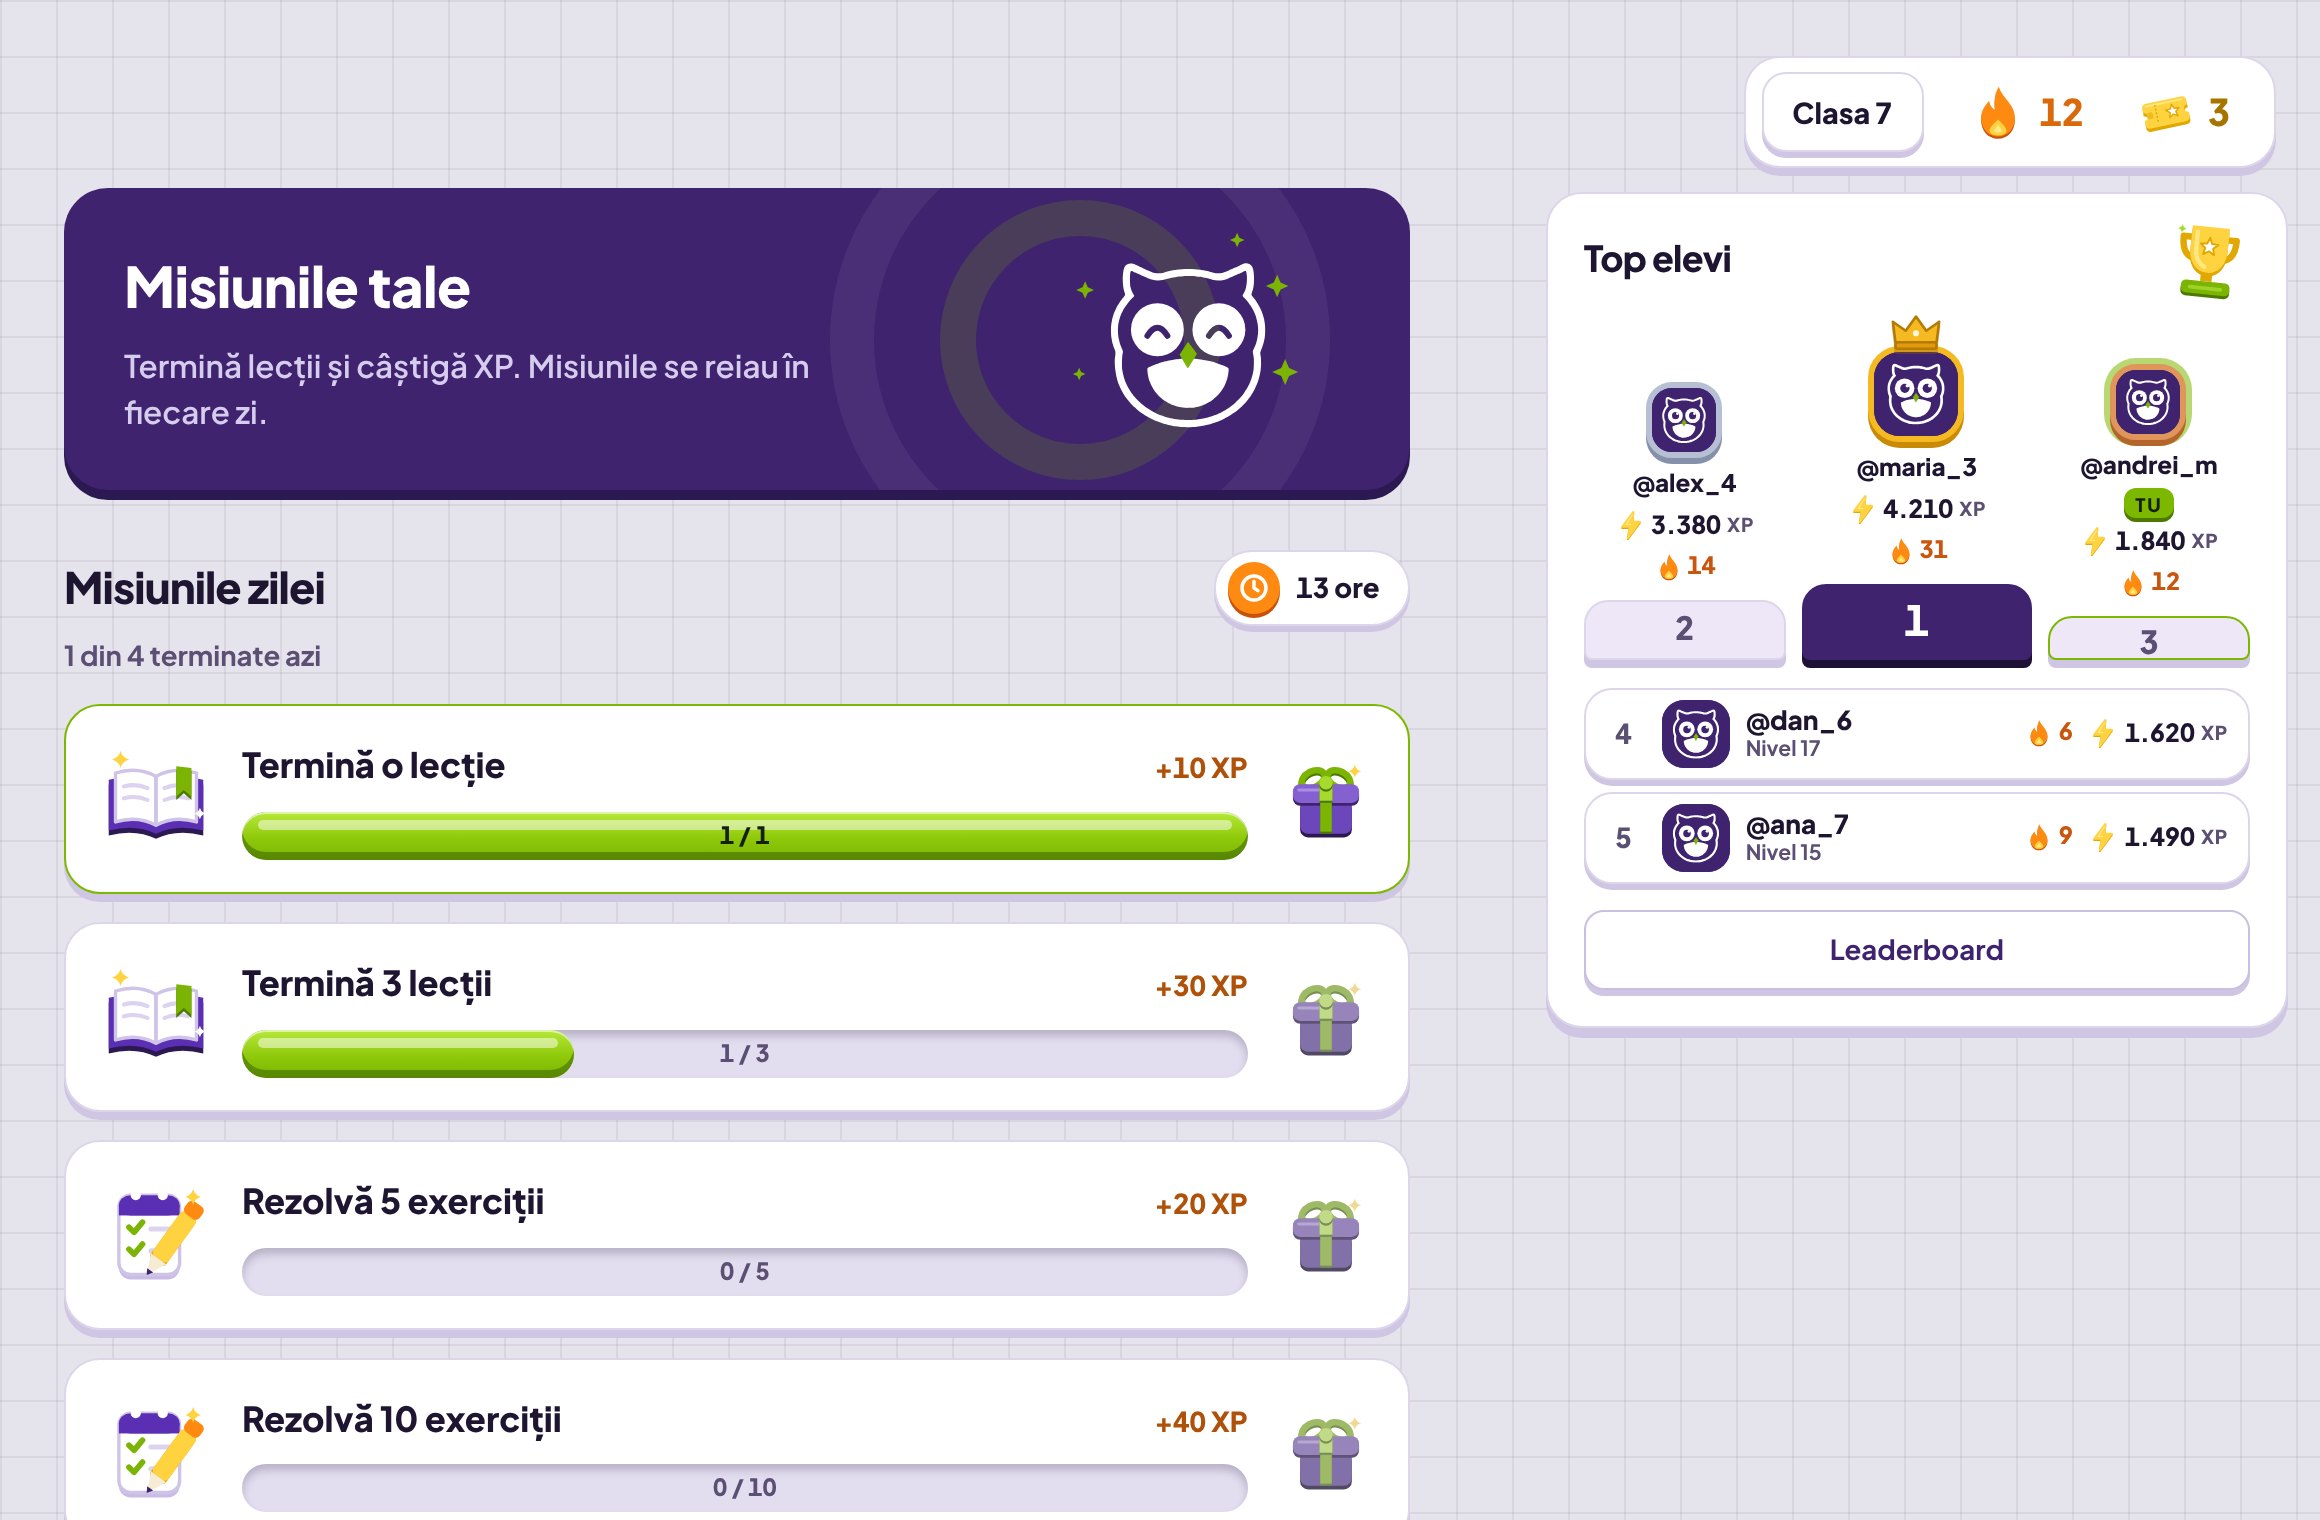 Clasa 7
12
3
Misiunile tale
Termină lecții și câștigă XP. Misiunile se reiau în
fiecare zi.
Misiunile zilei
13 ore
1 din 4 terminate azi
Termină o lecție
+10 XP
1 / 1
Termină 3 lecții
+30 XP
1 / 3
Rezolvă 5 exerciții
+20 XP
0 / 5
Rezolvă 10 exerciții
+40 XP
0 / 10
Top elevi
@alex_4
3.380 XP
14
2
@maria_3
4.210 XP
31
1
@andrei_m
TU
1.840 XP
12
3
4
@dan_6
Nivel 17
6
1.620 XP
5
@ana_7
Nivel 15
9
1.490 XP
Leaderboard